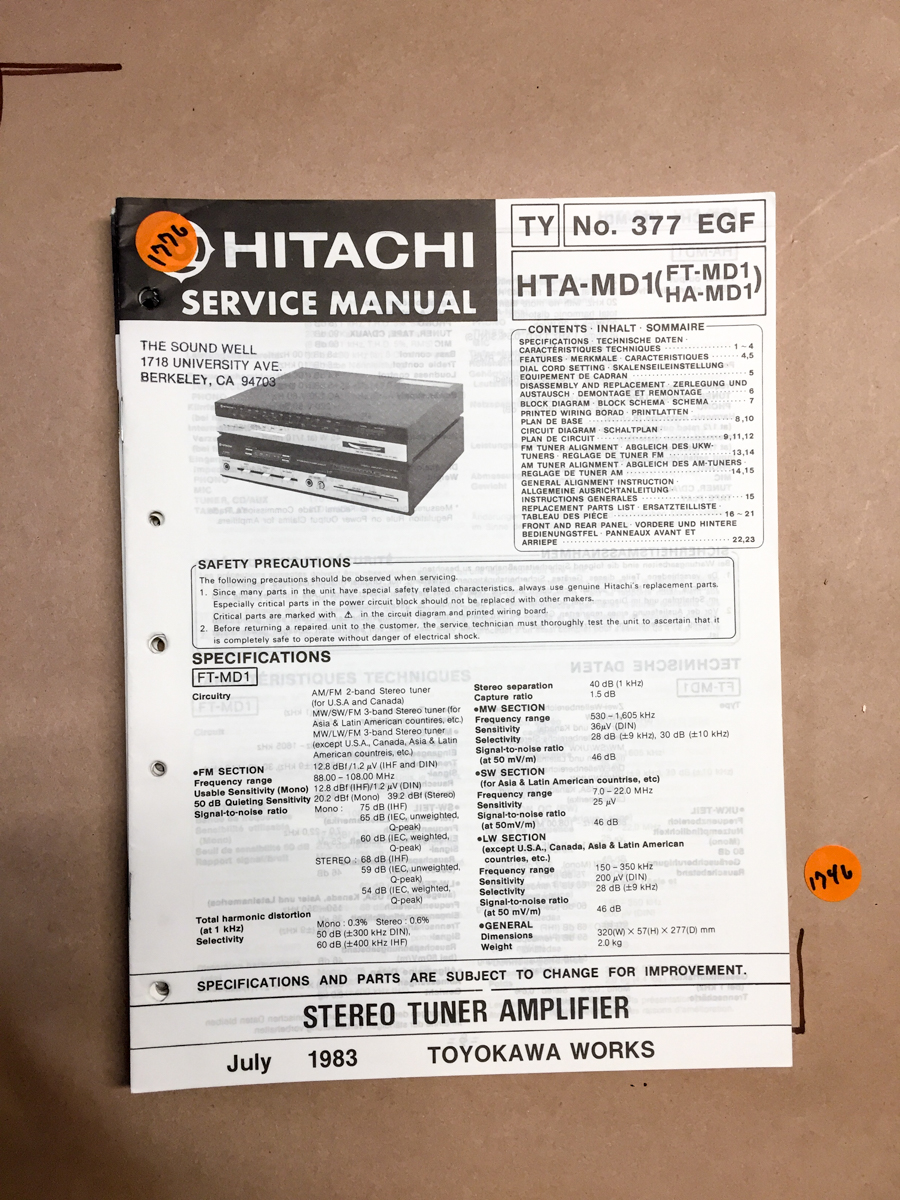 1776
HITACHI
SERVICE MANUAL
TY No. 377 EGF
HTA-MD1(FT-MD1
HA-MD1)
THE SOUND WELL
1718 UNIVERSITY AVE.
BERKELEY, CA 94703
CONTENTS · INHALT · SOMMAIRE
SPECIFICATIONS · TECHNISCHE DATEN ·
CARACTÉRISTIQUES TECHNIQUES 1~4
FEATURES · MERKMALE · CARACTERISTIQUES 4,5
DIAL CORD SETTING · SKALENSEILEINSTELLUNG
EQUIPEMENT DE CADRAN 5
DISASSEMBLY AND REPLACEMENT · ZERLEGUNG UND
AUSTAUSCH · DEMONTAGE ET REMONTAGE 6
BLOCK DIAGRAM · BLOCK SCHEMA · SCHEMA 7
PRINTED WIRING BORAD · PRINTLATTEN ·
PLAN DE BASE 8,10
CIRCUIT DIAGRAM · SCHALTPLAN ·
PLAN DE CIRCUIT 9,11,12
FM TUNER ALIGNMENT · ABGLEICH DES UKW-
TUNERS · REGLAGE DE TUNER FM 13,14
AM TUNER ALIGNMENT · ABGLEICH DES AM-TUNERS ·
REGLAGE DE TUNER AM 14,15
GENERAL ALIGNMENT INSTRUCTION ·
ALLGEMEINE AUSRICHTANLEITUNG ·
INSTRUCTIONS GENERALES 15
REPLACEMENT PARTS LIST · ERSATZTEILLISTE ·
TABLEAU DES PIÈCE 16~21
FRONT AND REAR PANEL · VORDERE UND HINTERE
BEDIENUNGSTFEL · PANNEAUX AVANT ET
ARRIEPE 22,23
SAFETY PRECAUTIONS
The following precautions should be observed when servicing.
1. Since many parts in the unit have special safety related characteristics, always use genuine Hitachi's replacement parts.
Especially critical parts in the power circuit block should not be replaced with other makers.
Critical parts are marked with ⚠ in the circuit diagram and printed wiring board.
2. Before returning a repaired unit to the customer, the service technician must thoroughly test the unit to ascertain that it
is completely safe to operate without danger of electrical shock.
SPECIFICATIONS
FT-MD1
Circuitry AM/FM 2-band Stereo tuner
(for U.S.A and Canada)
MW/SW/FM 3-band Stereo tuner (for
Asia & Latin American countires, etc.)
MW/LW/FM 3-band Stereo tuner
(except U.S.A., Canada, Asia & Latin
American countreis, etc.)
●FM SECTION 12.8 dBf/1.2 μV (IHF and DIN)
Frequency range 88.00 - 108.00 MHz
Usable Sensitivity (Mono) 12.8 dBf(IHF)/1.2 μV (DIN)
50 dB Quieting Sensitivity 20.2 dBf (Mono) 39.2 dBf (Stereo)
Signal-to-noise ratio Mono : 75 dB (IHF)
65 dB (IEC, unweighted,
Q-peak)
60 dB (IEC, weighted,
Q-peak)
STEREO : 68 dB (IHF)
59 dB (IEC, unweighted,
Q-peak)
54 dB (IEC, weighted,
Q-peak)
Total harmonic distortion
(at 1 kHz) Mono : 0.3% Stereo : 0.6%
Selectivity 50 dB (±300 kHz DIN),
60 dB (±400 kHz IHF)
Stereo separation 40 dB (1 kHz)
Capture ratio 1.5 dB
●MW SECTION
Frequency range 530 - 1,605 kHz
Sensitivity 36μV (DIN)
Selectivity 28 dB (±9 kHz), 30 dB (±10 kHz)
Signal-to-noise ratio
(at 50 mV/m) 46 dB
●SW SECTION
(for Asia & Latin American countrise, etc)
Frequency range 7.0 - 22.0 MHz
Sensitivity 25 μV
Signal-to-noise ratio
(at 50mV/m) 46 dB
●LW SECTION
(except U.S.A., Canada, Asia & Latin American
countries, etc.)
Frequency range 150 - 350 kHz
Sensitivity 200 μV (DIN)
Selectivity 28 dB (±9 kHz)
Signal-to-noise ratio
(at 50 mV/m) 46 dB
●GENERAL
Dimensions 320(W) × 57(H) × 277(D) mm
Weight 2.0 kg
1746
SPECIFICATIONS AND PARTS ARE SUBJECT TO CHANGE FOR IMPROVEMENT.
STEREO TUNER AMPLIFIER
July 1983 TOYOKAWA WORKS